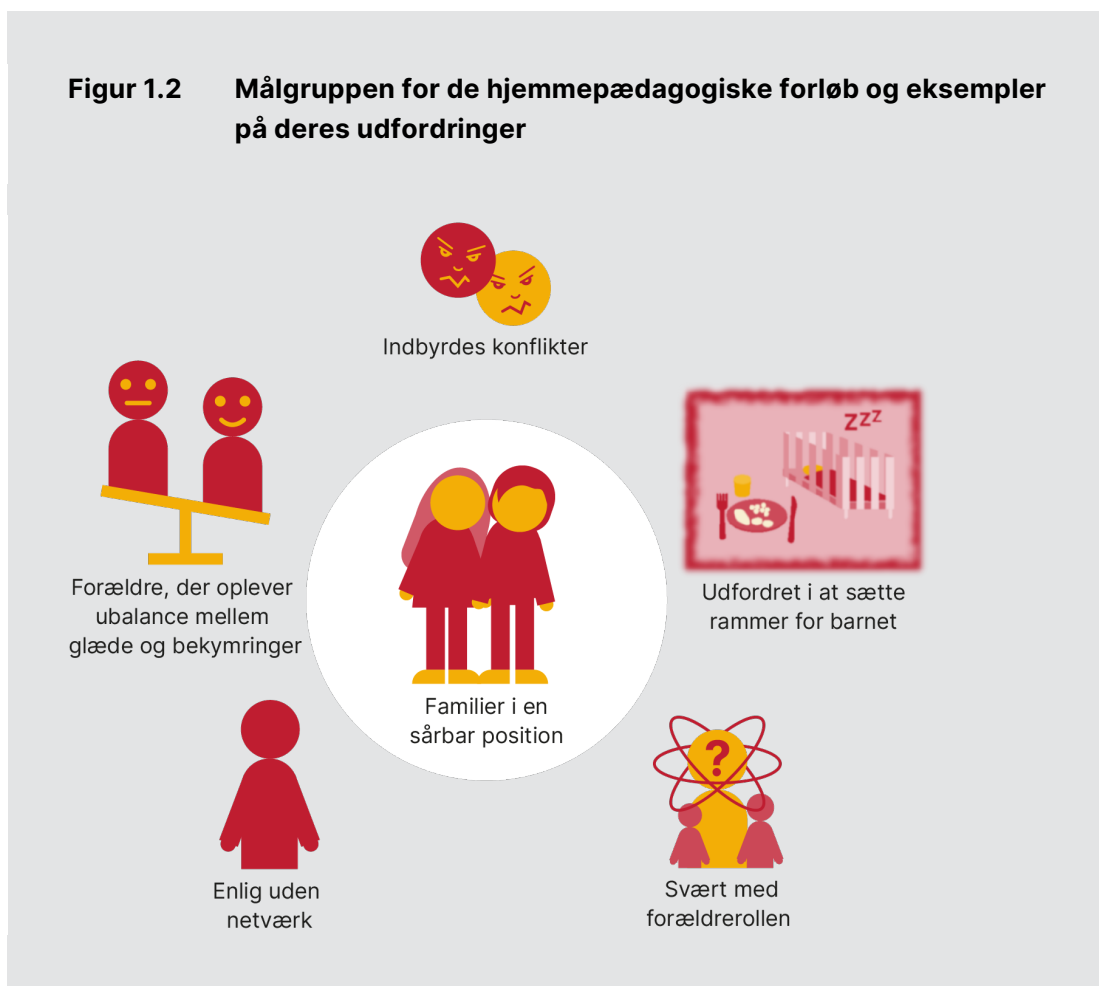 Figur 1.2 Målgruppen for de hjemmepædagogiske forløb og eksempler
på deres udfordringer
Indbyrdes konflikter
zzz
Forældre, der oplever
ubalance mellem
glæde og bekymringer
Udfordret i at sætte
rammer for barnet
Familier i en
sårbar position
?
Enlig uden
netværk
Svært med
forældrerollen